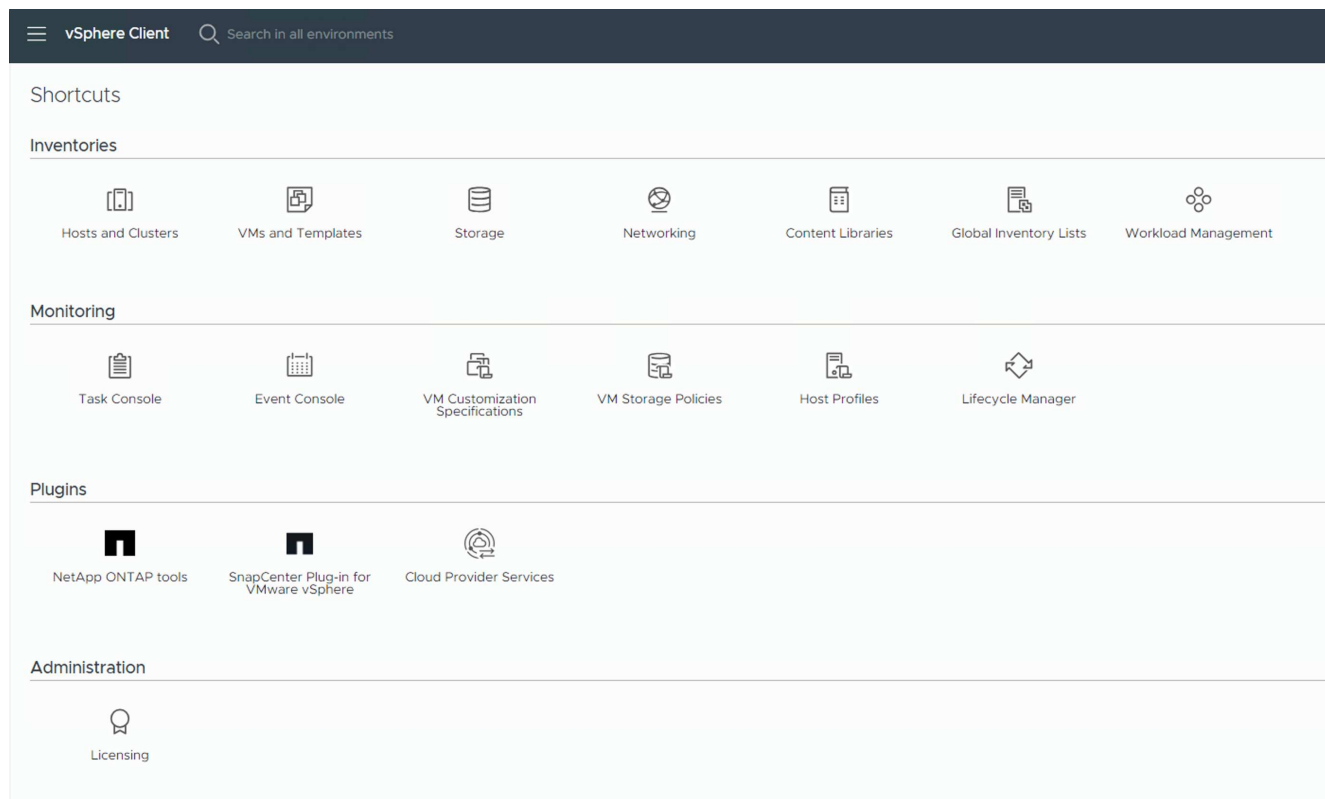 vSphere Client Search in all environments
Shortcuts
Inventories
Hosts and Clusters VMs and Templates Storage Networking Content Libraries Global Inventory Lists Workload Management
Monitoring
Task Console Event Console VM Customization VM Storage Policies Host Profiles Lifecycle Manager
Specifications
Plugins
NetApp ONTAP tools SnapCenter Plug-in for Cloud Provider Services
VMware vSphere
Administration
Licensing